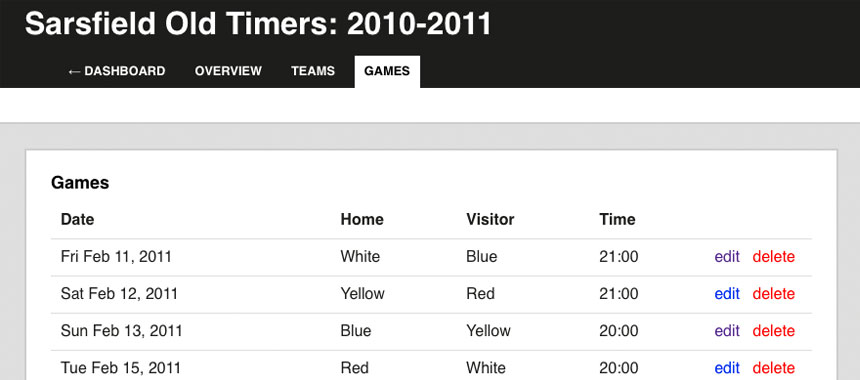 Sarsfield Old Timers: 2010-2011
← DASHBOARD OVERVIEW TEAMS GAMES
Games
Date Home Visitor Time
Fri Feb 11, 2011 White Blue 21:00 edit delete
Sat Feb 12, 2011 Yellow Red 21:00 edit delete
Sun Feb 13, 2011 Blue Yellow 20:00 edit delete
Tue Feb 15, 2011 Red White 20:00 edit delete